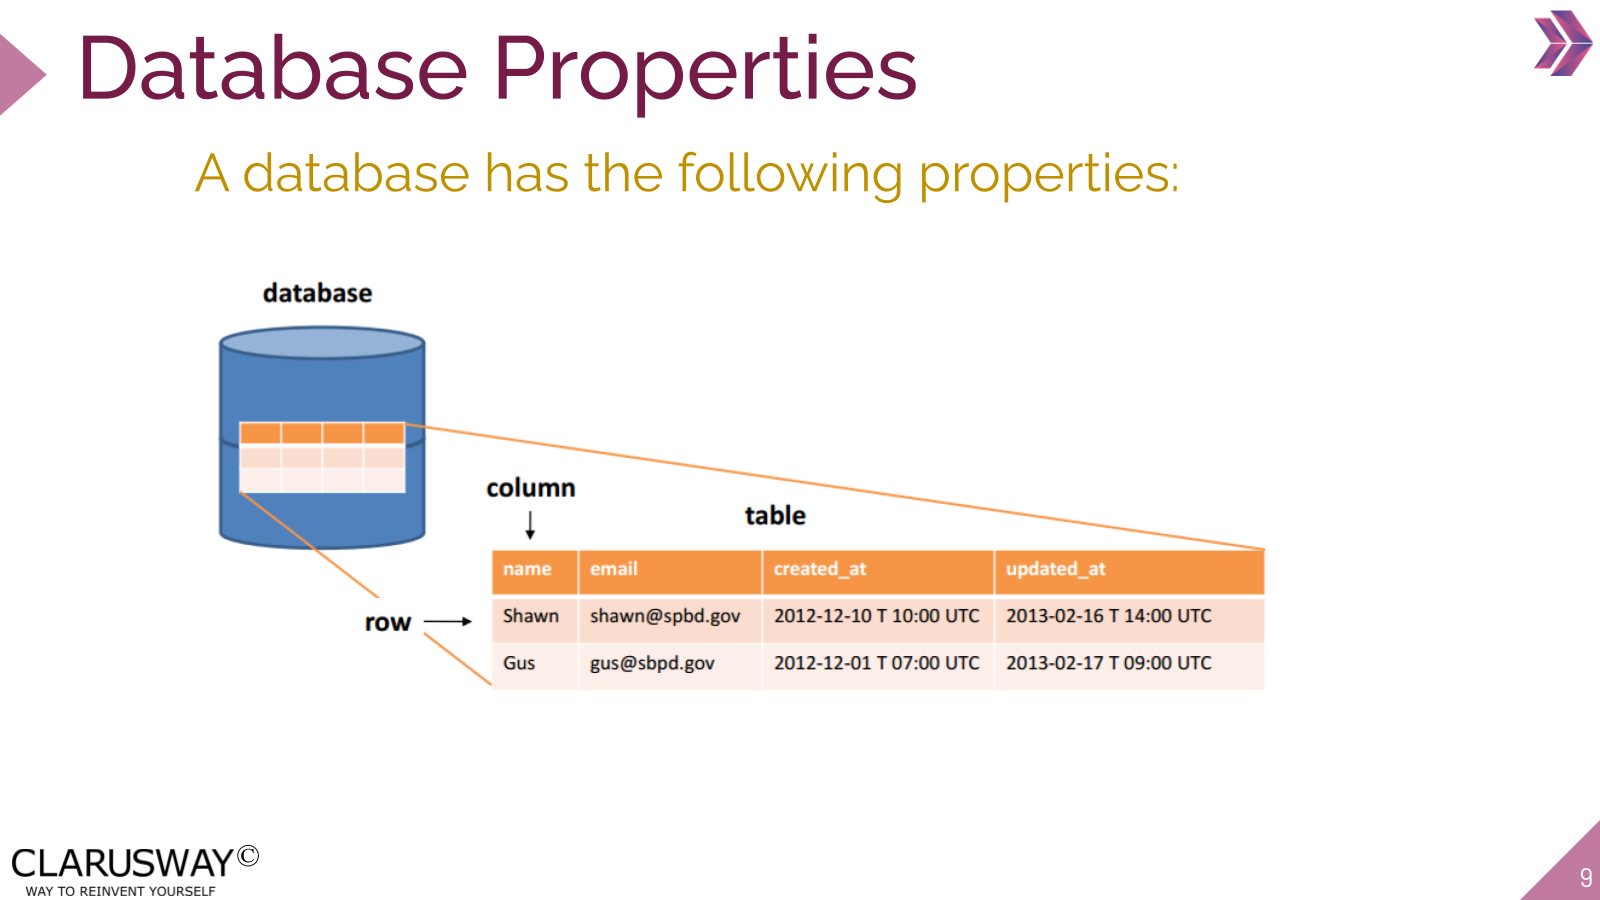 Database Properties
A database has the following properties:
database
column
table
name email created_at updated_at
row
Shawn shawn@spbd.gov 2012-12-10 T 10:00 UTC 2013-02-16 T 14:00 UTC
Gus gus@sbpd.gov 2012-12-01 T 07:00 UTC 2013-02-17 T 09:00 UTC
CLARUSWAY©
WAY TO REINVENT YOURSELF
9